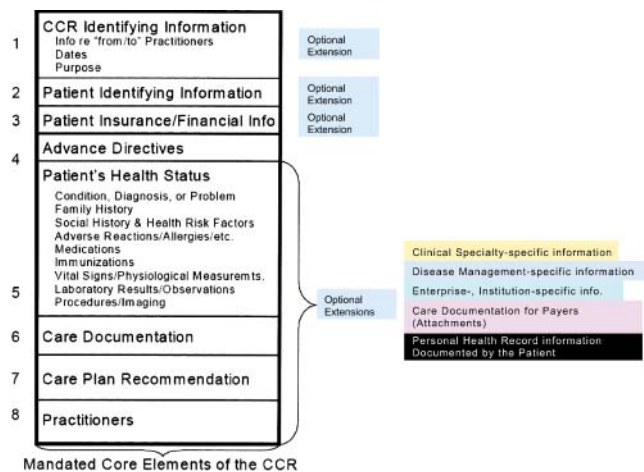 1
CCR Identifying Information
Info re "from/to" Practitioners
Dates
Purpose
Optional
Extension
2
Patient Identifying Information
Optional
Extension
3
Patient Insurance/Financial Info
Optional
Extension
4
Advance Directives
Patient's Health Status
Condition, Diagnosis, or Problem
Family History
Social History & Health Risk Factors
Adverse Reactions/Allergies/etc.
Medications
Immunizations
Vital Signs/Physiological Measuremts.
Laboratory Results/Observations
5
Procedures/Imaging
Optional
Extensions
Clinical Specialty-specific information
Disease Management-specific information
Enterprise-, Institution-specific info.
Care Documentation for Payers
(Attachments)
Personal Health Record information
Documented by the Patient
6
Care Documentation
7
Care Plan Recommendation
8
Practitioners
Mandated Core Elements of the CCR